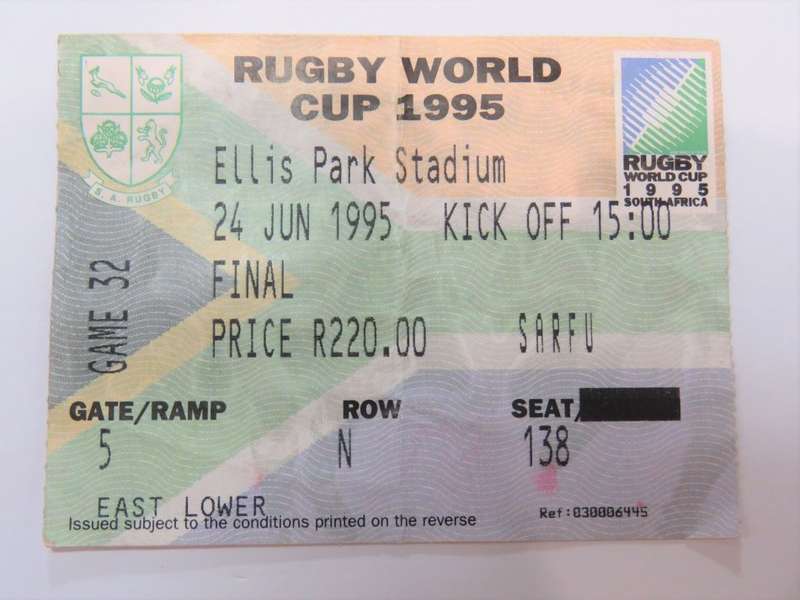 RUGBY WORLD
CUP 1995
S. A. RUGBY
RUGBY
WORLD CUP
1995
SOUTH AFRICA
Ellis Park Stadium
24 JUN 1995 KICK OFF 15:00
GAME 32
FINAL
PRICE R220.00 SARFU
GATE/RAMP ROW SEAT/
5 N 138
EAST LOWER
Issued subject to the conditions printed on the reverse
Ref:030006445